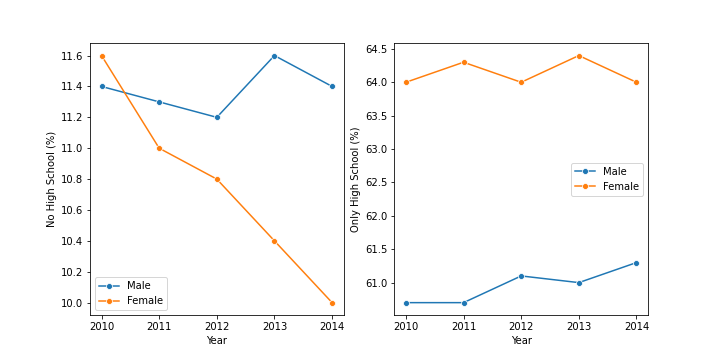 No High School (%)
11.6
11.4
11.2
11.0
10.8
10.6
10.4
10.2
10.0
Male
Female
2010 2011 2012 2013 2014
Year
Only High School (%)
64.5
64.0
63.5
63.0
62.5
62.0
61.5
61.0
Male
Female
2010 2011 2012 2013 2014
Year